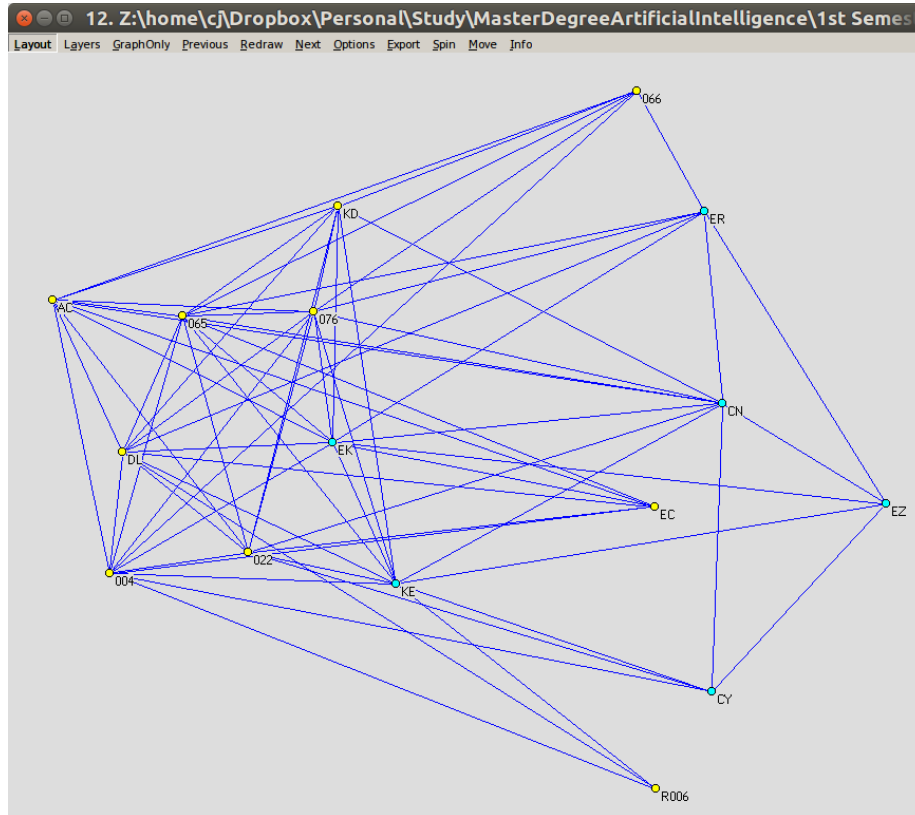 12. Z:\home\cj\Dropbox\Personal\Study\MasterDegreeArtificialIntelligence\1st Semes
Layout Layers GraphOnly Previous Redraw Next Options Export Spin Move Info
066
KD
ER
AC
065
076
CN
EK
DL
EC
EZ
022
004
KE
CY
R006